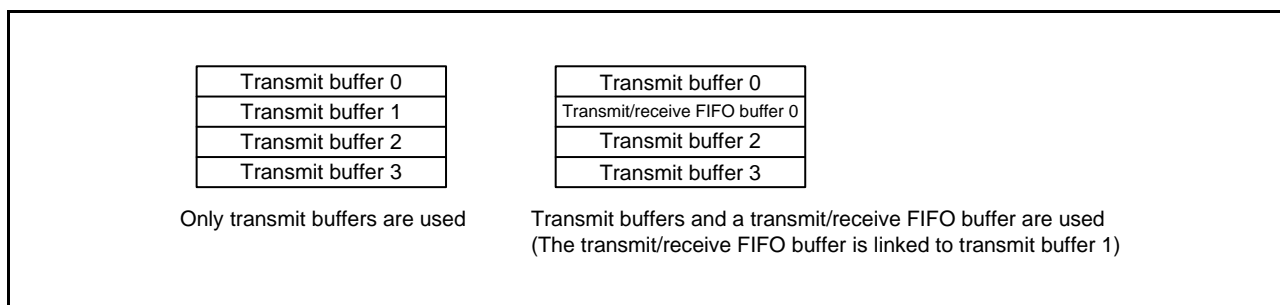 Transmit buffer 0
Transmit buffer 1
Transmit buffer 2
Transmit buffer 3
Only transmit buffers are used
Transmit buffer 0
Transmit/receive FIFO buffer 0
Transmit buffer 2
Transmit buffer 3
Transmit buffers and a transmit/receive FIFO buffer are used
(The transmit/receive FIFO buffer is linked to transmit buffer 1)